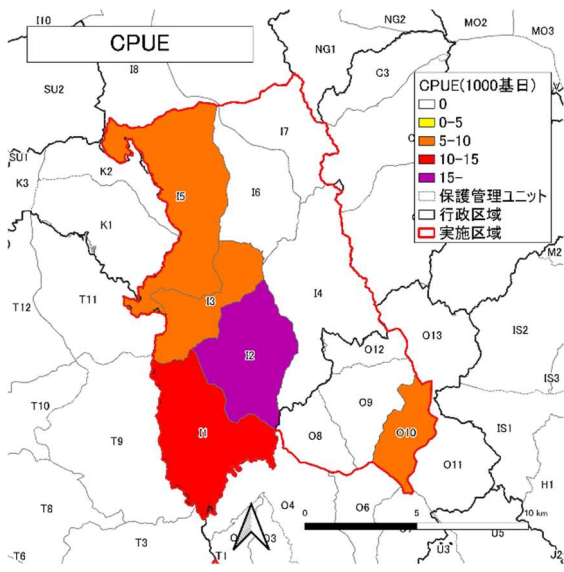 CPUE
I10
I8
SU2
NG2
MO2
NG1
MO3
C3
CPUE(1000基日)
0
0-5
5-10
10-15
15-
保護管理ユニット
行政区域
実施区域
I7
SU1
K2
K3
I5
I6
K1
M2
T11
I3
I4
T12
I2
O13
IS2
O12
IS3
T10
O9
T9
I1
O8
O10
IS1
O11
H1
O4
O6
T8
0
5
10 km
T3
O3
U5
T6
T1
U3
J2